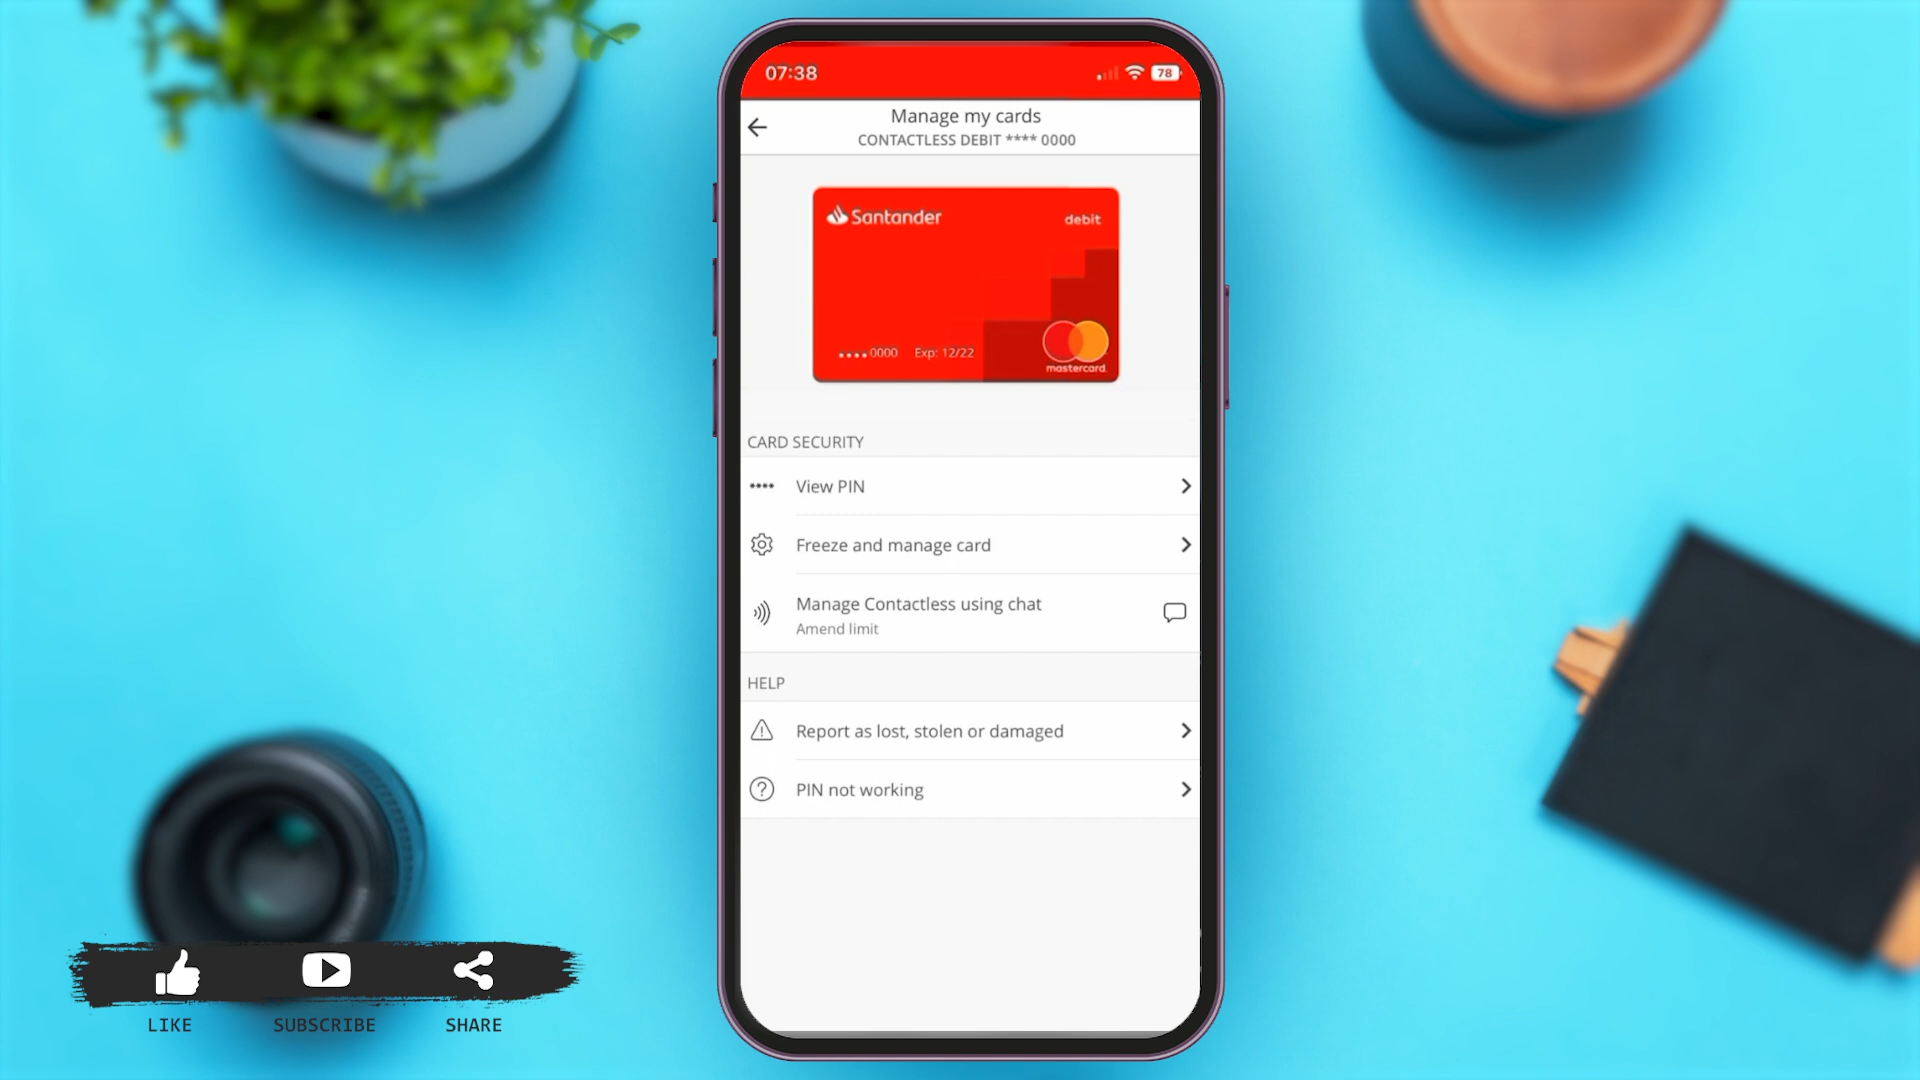 07:38
78
Manage my cards
CONTACTLESS DEBIT **** 0000
Santander
debit
••••0000 Exp: 12/22
mastercard.
CARD SECURITY
View PIN
Freeze and manage card
Manage Contactless using chat
Amend limit
HELP
Report as lost, stolen or damaged
PIN not working
LIKE SUBSCRIBE SHARE